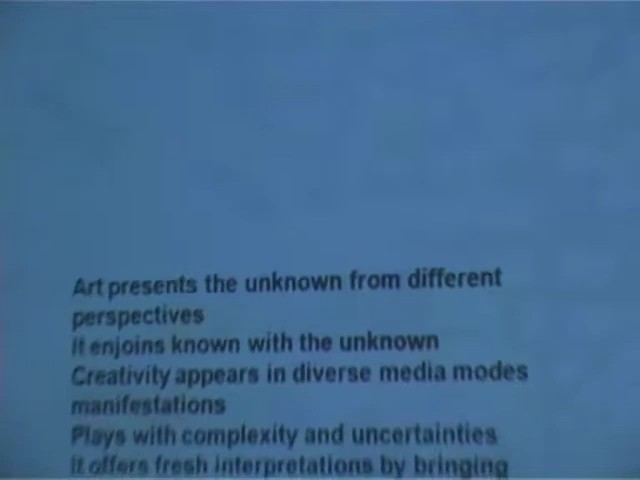 Art presents the unknown from different
perspectives
It enjoins known with the unknown
Creativity appears in diverse media modes
manifestations
Plays with complexity and uncertainties
it offers fresh interpretations by bringing